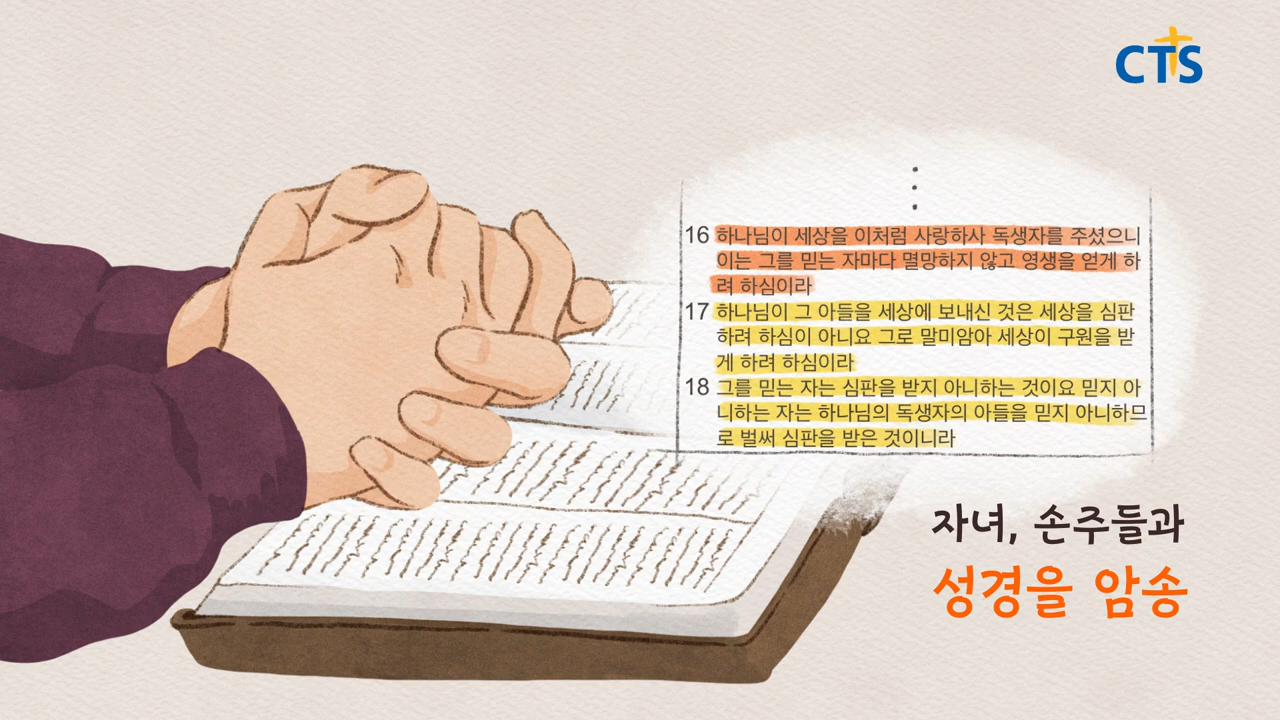 CTS
16 하나님이 세상을 이처럼 사랑하사 독생자를 주셨으니
이는 그를 믿는 자마다 멸망하지 않고 영생을 얻게 하
려 하심이라
17 하나님이 그 아들을 세상에 보내신 것은 세상을 심판
하려 하심이 아니요 그로 말미암아 세상이 구원을 받
게 하려 하심이라
18 그를 믿는 자는 심판을 받지 아니하는 것이요 믿지 아
니하는 자는 하나님의 독생자의 아들을 믿지 아니하므
로 벌써 심판을 받은 것이니라
자녀, 손주들과
성경을 암송